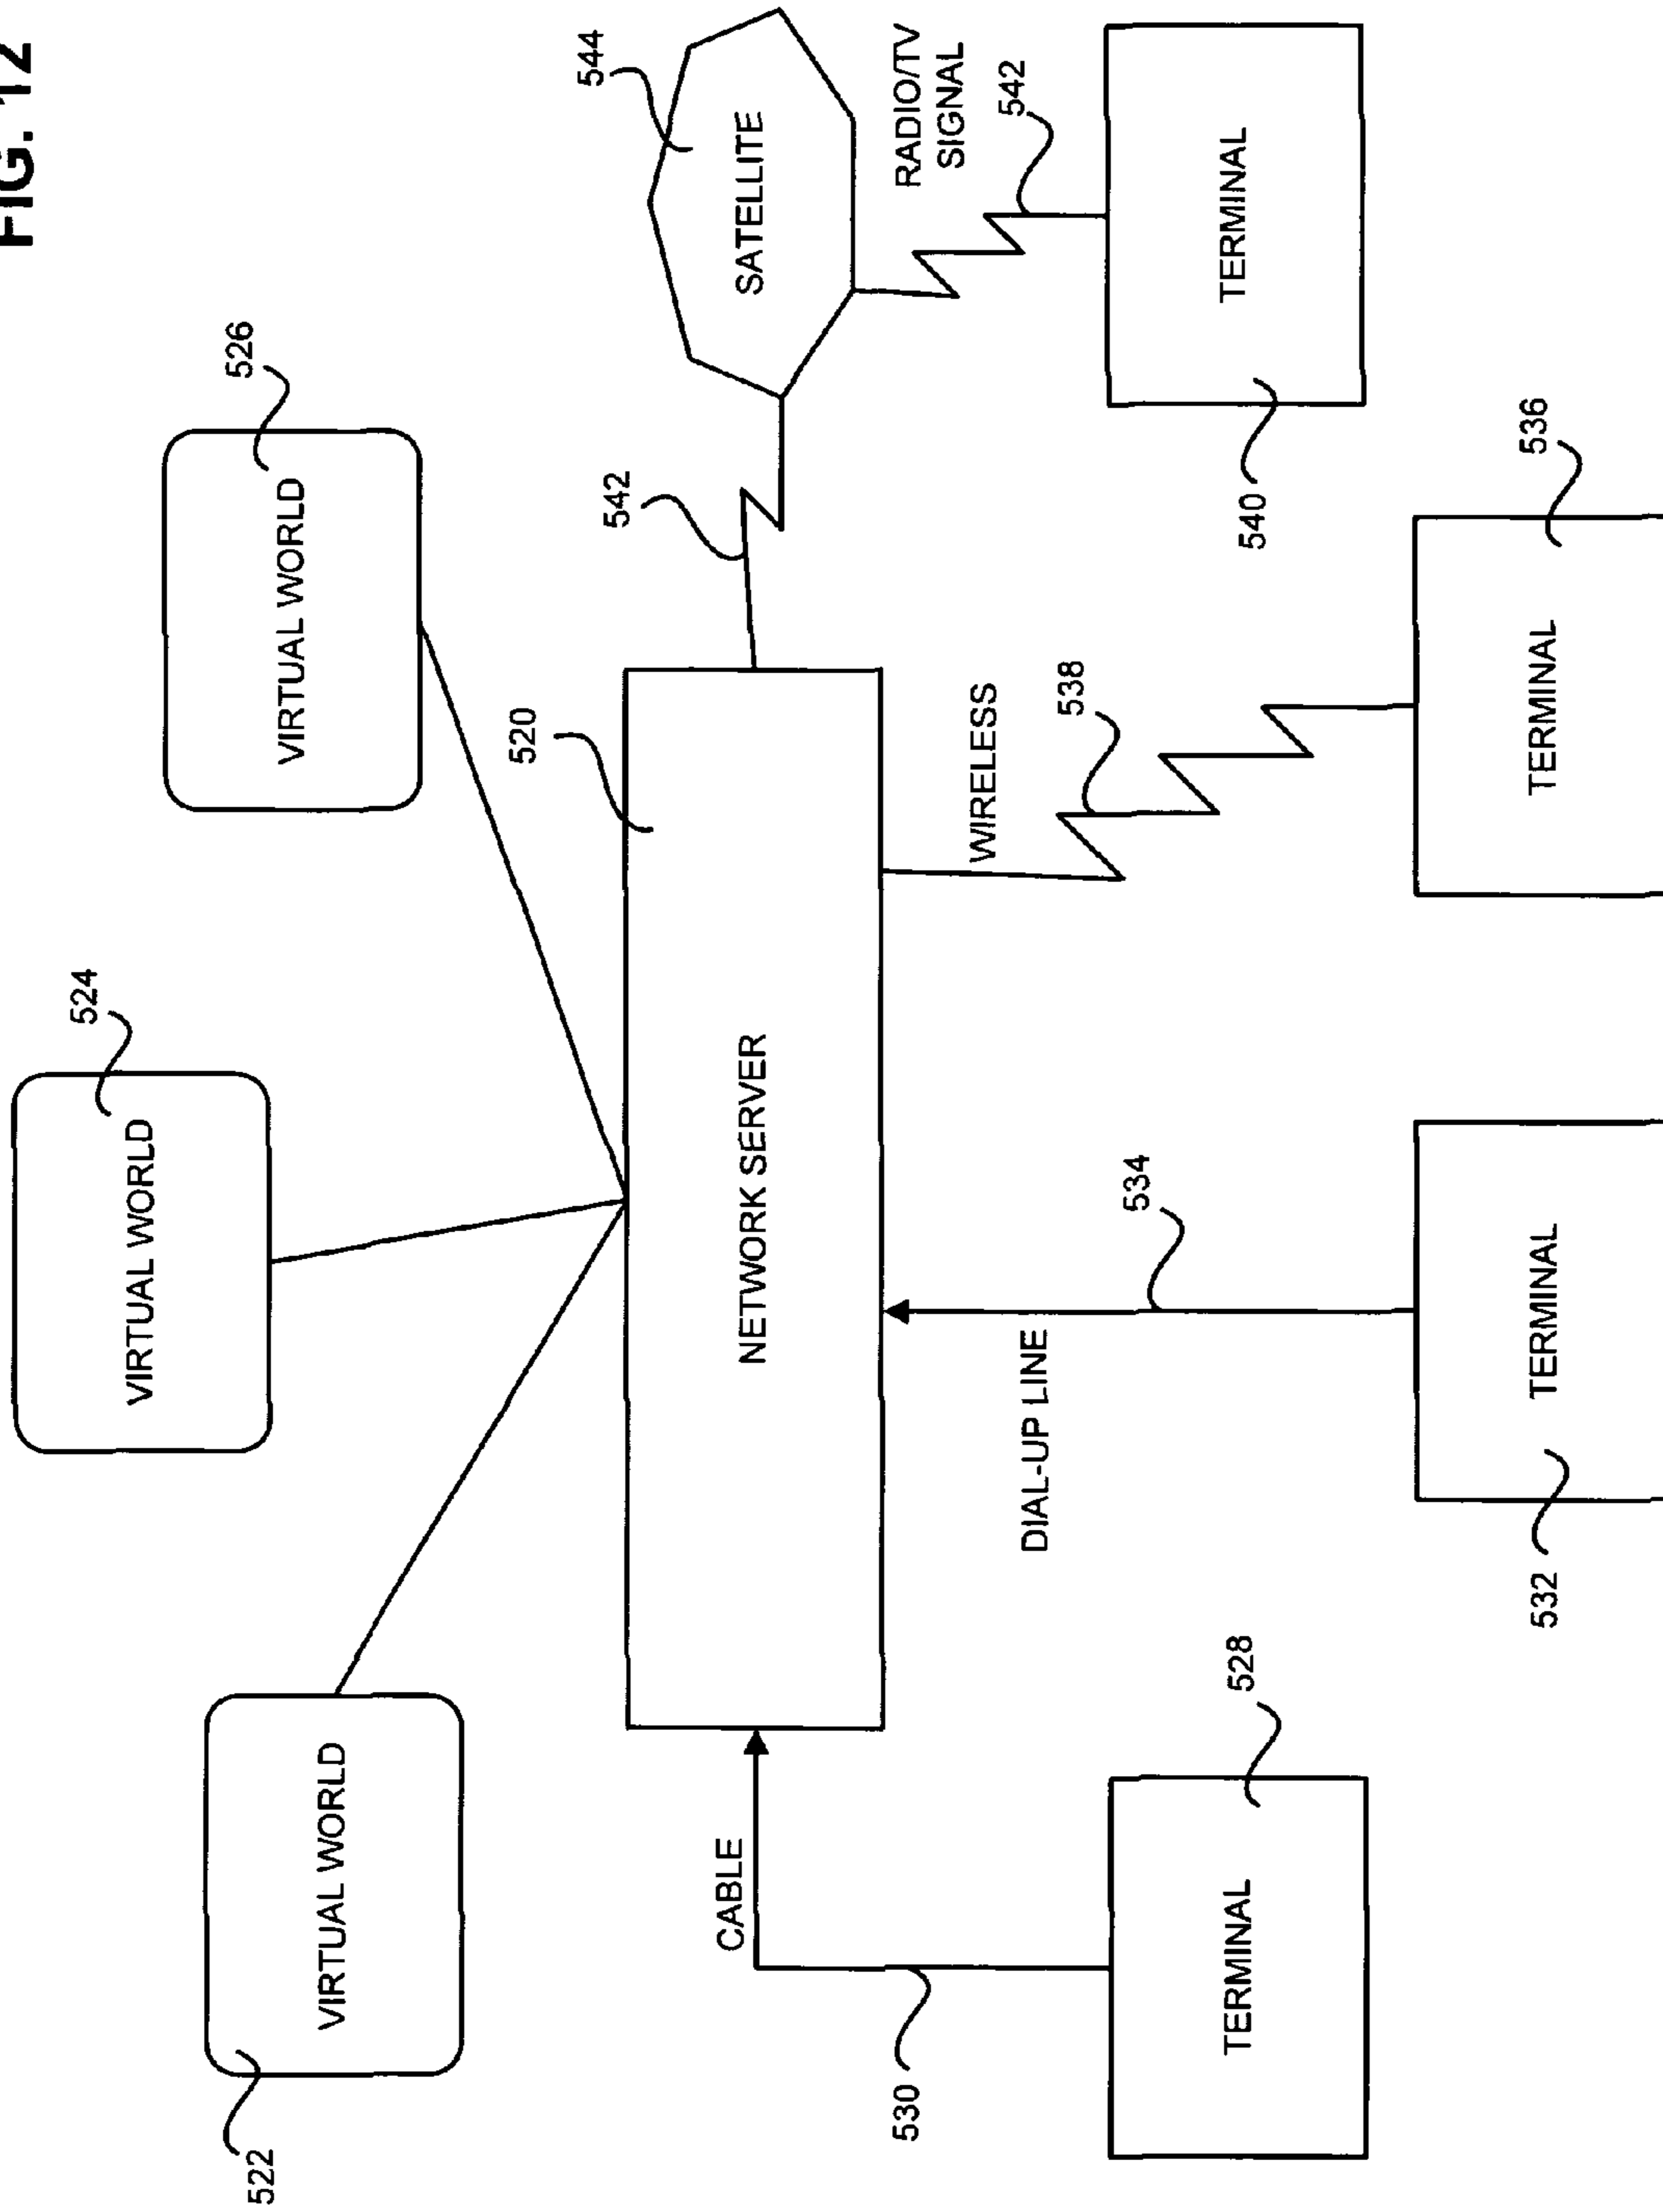 FIG. 12
524
VIRTUAL WORLD
526
VIRTUAL WORLD
522
VIRTUAL WORLD
520
NETWORK SERVER
542
544
SATELLITE
CABLE
530
DIAL-UP LINE
534
WIRELESS
538
RADIO/TV
SIGNAL
542
528
TERMINAL
532
TERMINAL
536
TERMINAL
540
TERMINAL